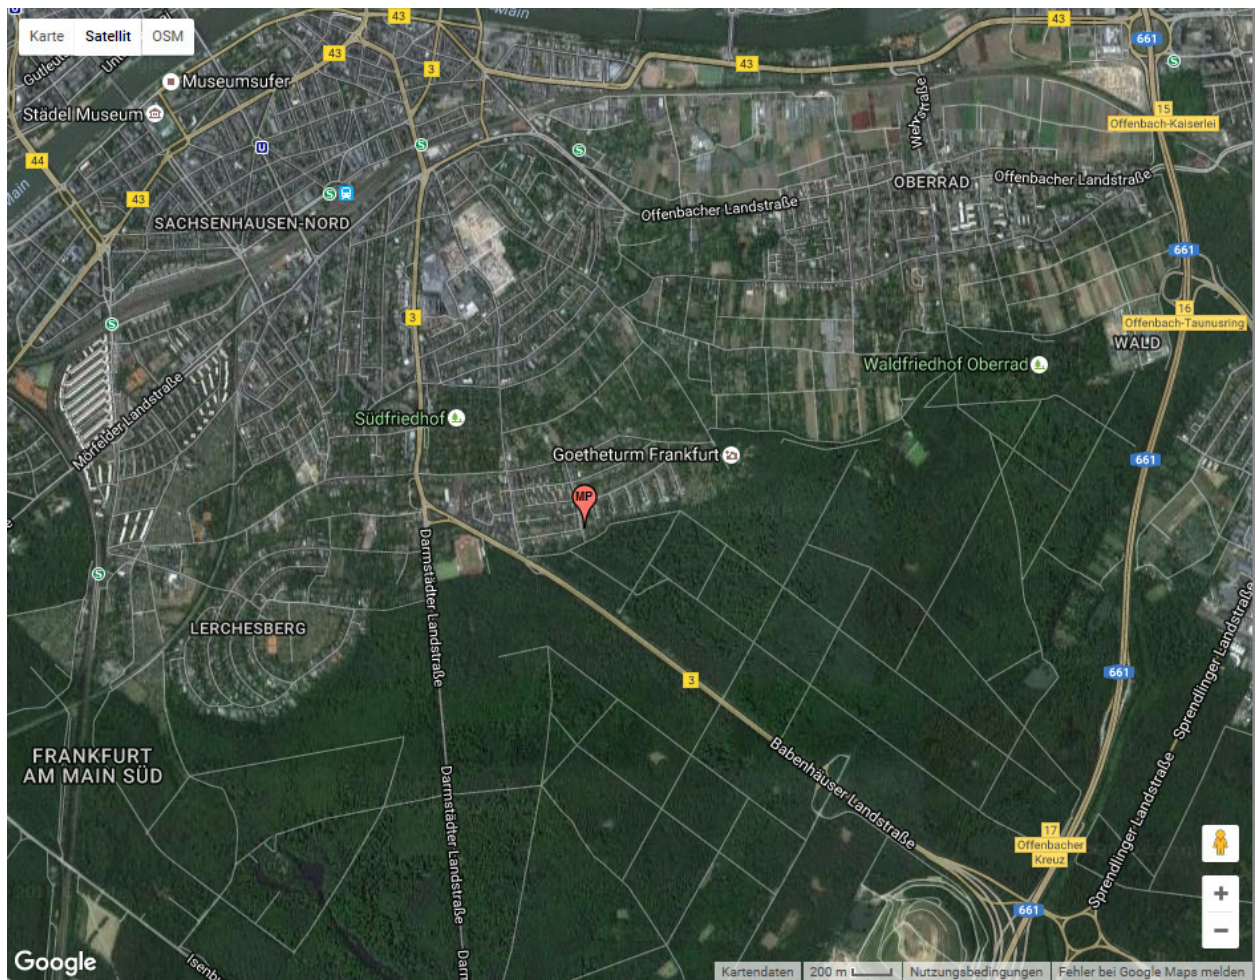 Main
43
43
661
Karte
Satellit
OSM
43
3
43
Museumsufer
Städel Museum
15
Offenbach-Kaiserlei
44
43
OBERRAD
Offenbacher Landstraße
Wehrstraße
Main
SACHSENHAUSEN-NORD
Offenbacher Landstraße
661
3
16
Offenbach-Taunusring
WALD
Waldfriedhof Oberrad
Mörfelder Landstraße
Südfriedhof
Goetheturm Frankfurt
661
MP
Darmstädter Landstraße
LERCHESBERG
3
661
Sprendlinger Landstraße
FRANKFURT
AM MAIN SÜD
Darmstädter Landstraße
Babenhäuser Landstraße
Sprendlinger Landstraße
17
Offenbacher
Kreuz
661
Google
Kartendaten
200 m
Nutzungsbedingungen
Fehler bei Google Maps melden